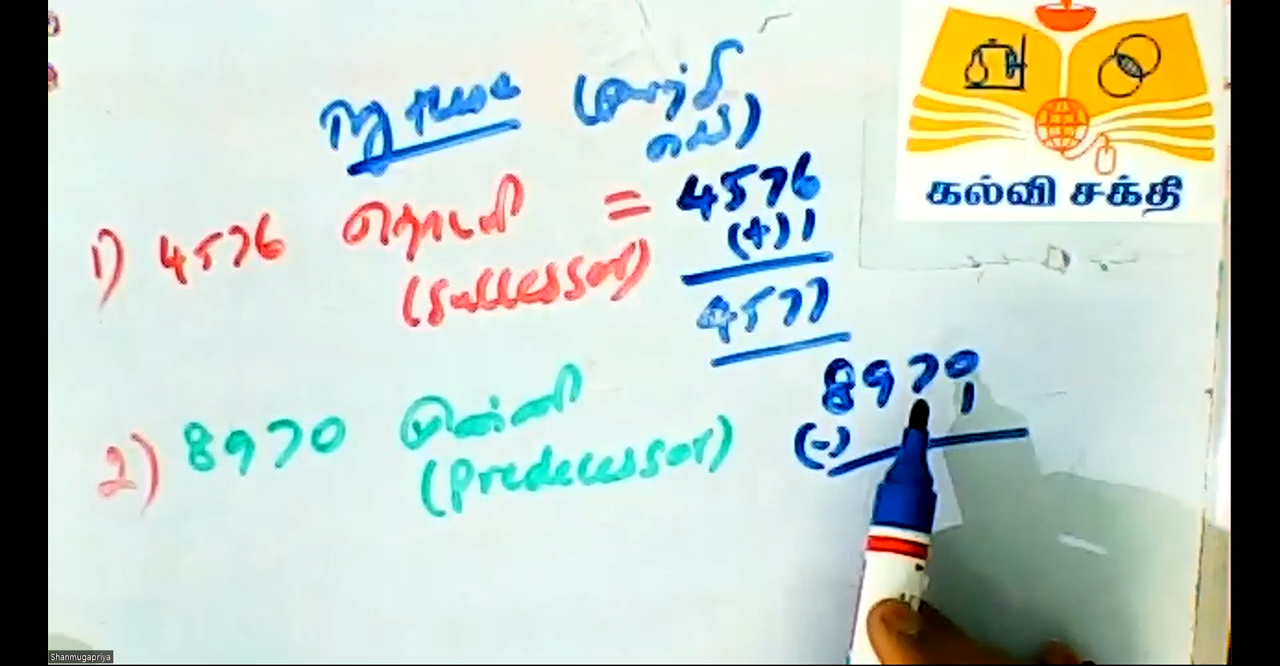 கல்வி சக்தி
1) 4576 தொடரி = 4576
(successor) (+) 1
4577
2) 8970 முன்னி 8970
(predecessor) (-) 1
Shanmugapriya